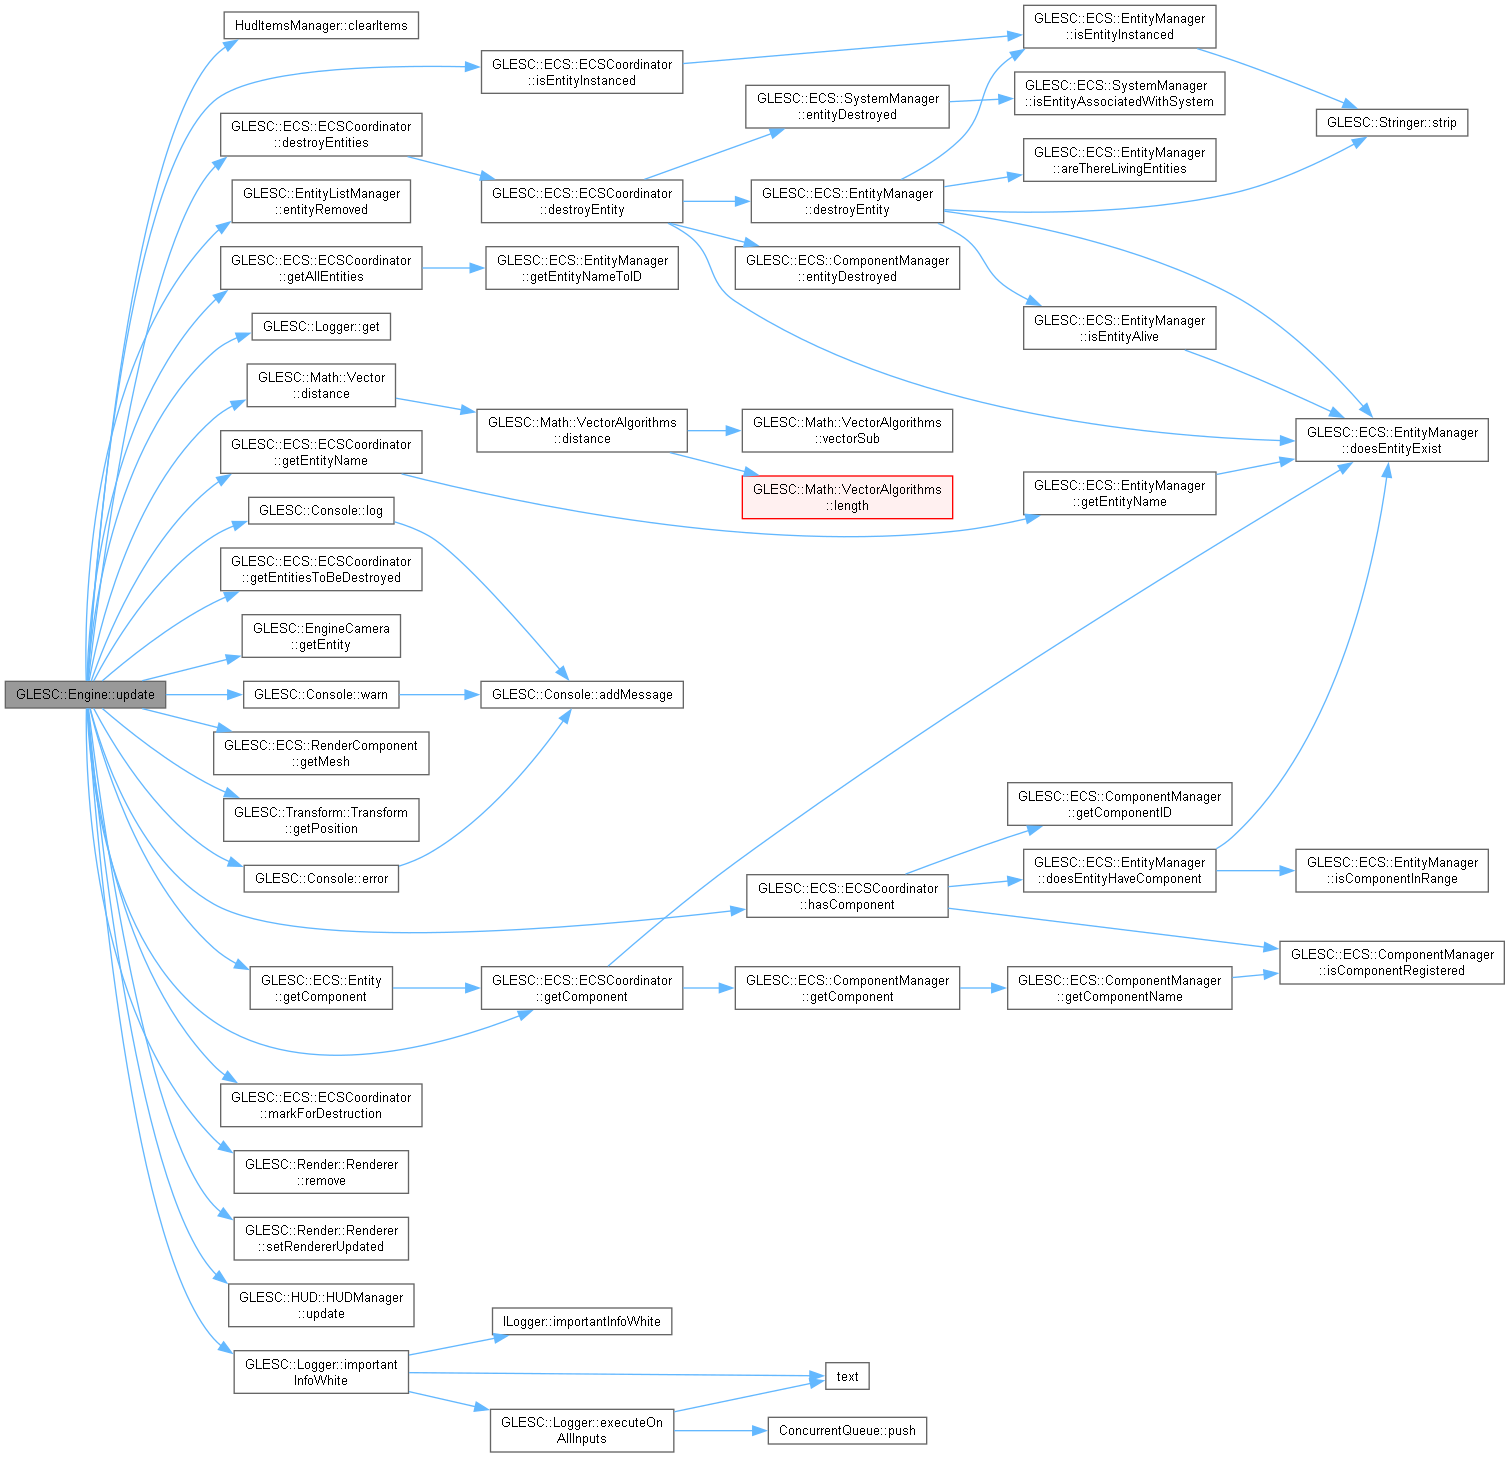 HudItemsManager::clearItems
GLESC::ECS::EntityManager
::isEntityInstanced
GLESC::ECS::ECSCoordinator
::isEntityInstanced
GLESC::ECS::SystemManager
::isEntityAssociatedWithSystem
GLESC::ECS::SystemManager
::entityDestroyed
GLESC::Stringer::strip
GLESC::ECS::ECSCoordinator
::destroyEntities
GLESC::ECS::EntityManager
::areThereLivingEntities
GLESC::EntityListManager
::entityRemoved
GLESC::ECS::ECSCoordinator
::destroyEntity
GLESC::ECS::EntityManager
::destroyEntity
GLESC::ECS::ECSCoordinator
::getAllEntities
GLESC::ECS::EntityManager
::getEntityNameToID
GLESC::ECS::ComponentManager
::entityDestroyed
GLESC::Logger::get
GLESC::ECS::EntityManager
::isEntityAlive
GLESC::Math::Vector
::distance
GLESC::Math::VectorAlgorithms
::distance
GLESC::Math::VectorAlgorithms
::vectorSub
GLESC::ECS::EntityManager
::doesEntityExist
GLESC::ECS::ECSCoordinator
::getEntityName
GLESC::Math::VectorAlgorithms
::length
GLESC::ECS::EntityManager
::getEntityName
GLESC::Console::log
GLESC::ECS::ECSCoordinator
::getEntitiesToBeDestroyed
GLESC::EngineCamera
::getEntity
GLESC::Engine::update
GLESC::Console::warn
GLESC::Console::addMessage
GLESC::ECS::RenderComponent
::getMesh
GLESC::Transform::Transform
::getPosition
GLESC::ECS::ComponentManager
::getComponentID
GLESC::Console::error
GLESC::ECS::ECSCoordinator
::hasComponent
GLESC::ECS::EntityManager
::doesEntityHaveComponent
GLESC::ECS::EntityManager
::isComponentInRange
GLESC::ECS::ComponentManager
::isComponentRegistered
GLESC::ECS::Entity
::getComponent
GLESC::ECS::ECSCoordinator
::getComponent
GLESC::ECS::ComponentManager
::getComponent
GLESC::ECS::ComponentManager
::getComponentName
GLESC::ECS::ECSCoordinator
::markForDestruction
GLESC::Render::Renderer
::remove
GLESC::Render::Renderer
::setRendererUpdated
GLESC::HUD::HUDManager
::update
ILogger::importantInfoWhite
GLESC::Logger::important
InfoWhite
text
GLESC::Logger::executeOn
AllInputs
ConcurrentQueue::push